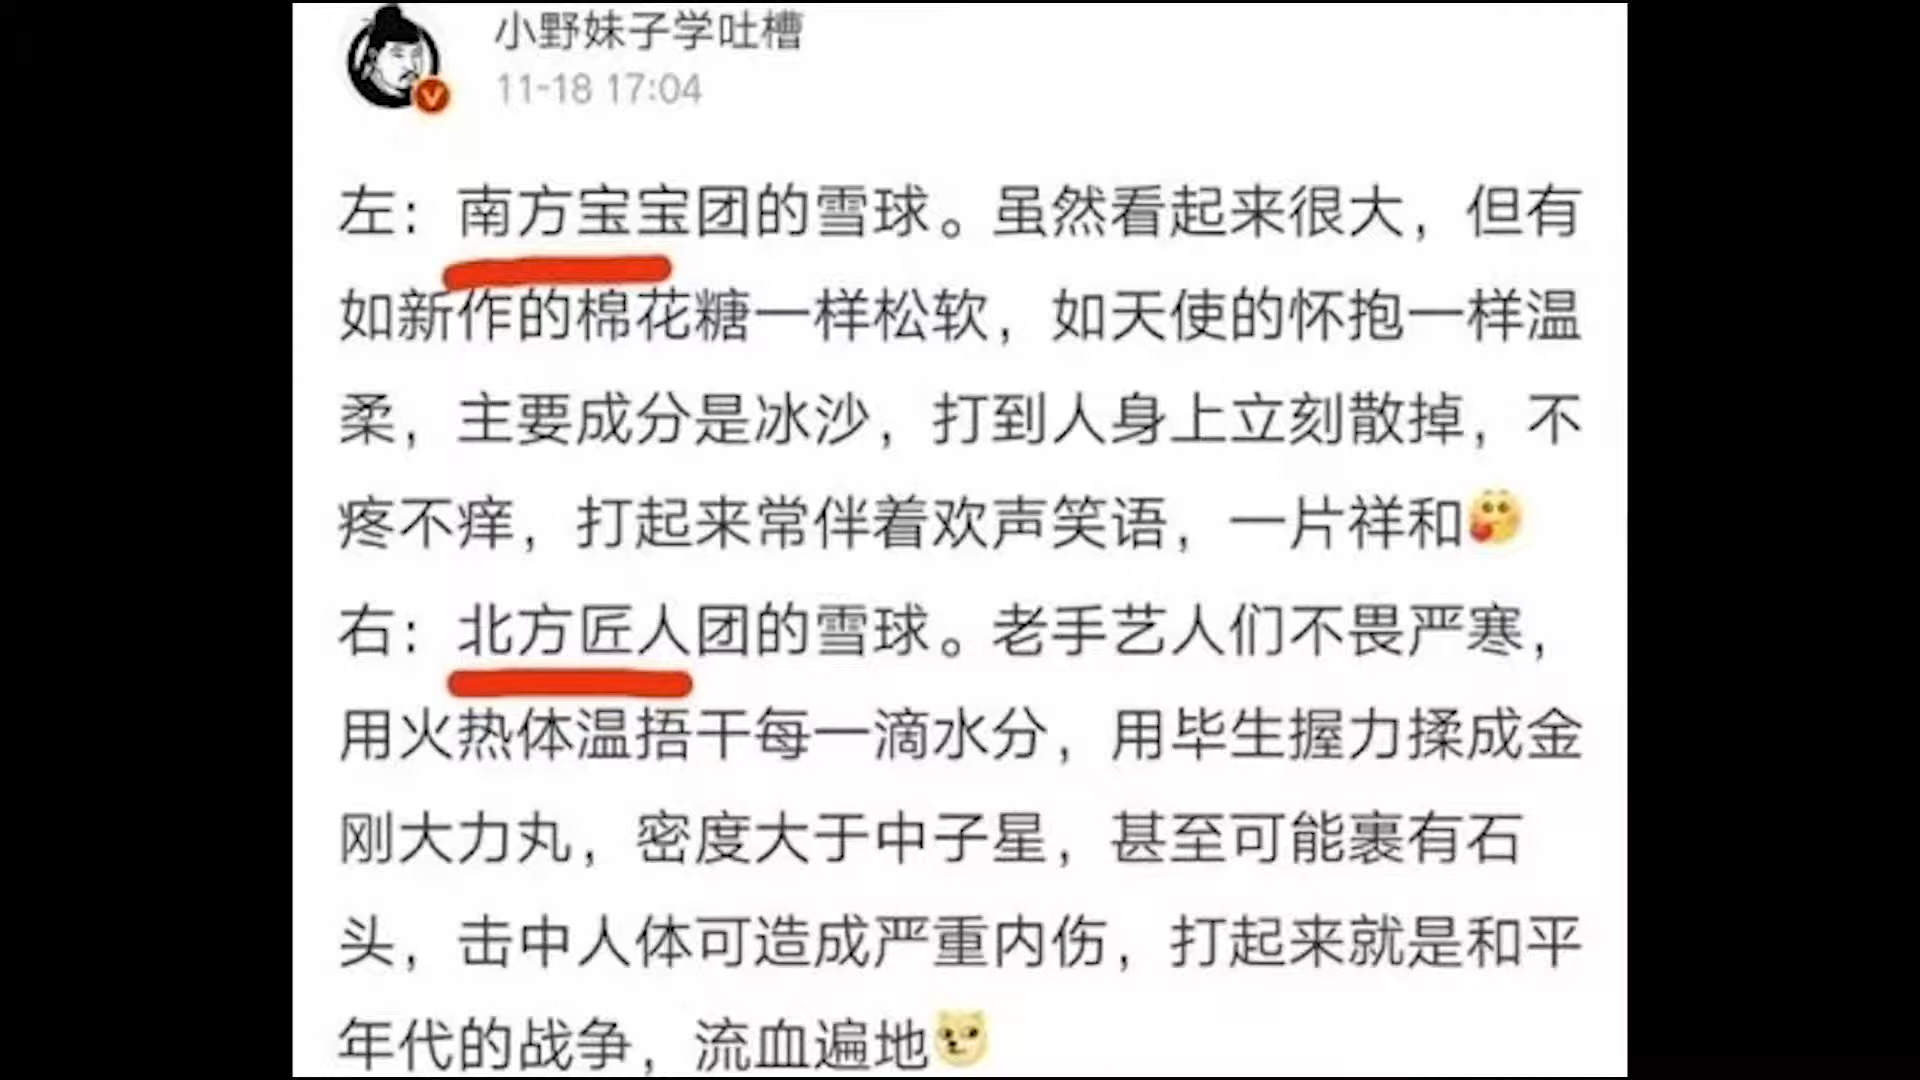 小野妹子学吐槽
11-18 17:04
左：南方宝宝团的雪球。虽然看起来很大，但有
如新作的棉花糖一样松软，如天使的怀抱一样温
柔，主要成分是冰沙，打到人身上立刻散掉，不
疼不痒，打起来常伴着欢声笑语，一片祥和
右：北方匠人团的雪球。老手艺人们不畏严寒，
用火热体温捂干每一滴水分，用毕生握力揉成金
刚大力丸，密度大于中子星，甚至可能裹有石
头，击中人体可造成严重内伤，打起来就是和平
年代的战争，流血遍地